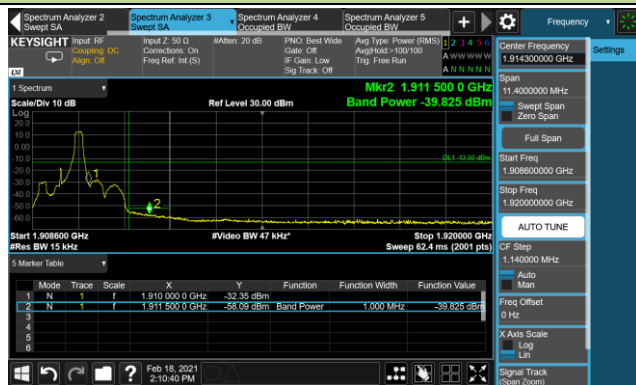 Spectrum Analyzer 2
Swept SA
Spectrum Analyzer 3
Swept SA
Spectrum Analyzer 4
Occupied BW
Spectrum Analyzer 5
Occupied BW
Frequency
KEYSIGHT
Input: RF
Coupling: DC
Align: Off
Input Z: 50 Ω
Corrections: On
Freq Ref: Int (S)
#Atten: 20 dB
PNO: Best Wide
Gate: Off
IF Gain: Low
Sig Track: Off
Avg Type: Power (RMS)
Avg|Hold:>100/100
Trig: Free Run
1 2 3 4 5 6
A W W W W W
A N N N N N
LXI
1 Spectrum
Scale/Div 10 dB
Ref Level 30.00 dBm
Mkr2 1.911 500 0 GHz
Band Power -39.825 dBm
Log
20.0
10.0
0.00
-10.0
-20.0
-30.0
-40.0
-50.0
-60.0
DL1 -13.00 dBm
1
2
Start 1.908600 GHz
#Res BW 15 kHz
#Video BW 47 kHz*
Stop 1.920000 GHz
Sweep 62.4 ms (2001 pts)
5 Marker Table
Mode Trace Scale X Y Function Function Width Function Value
1 N 1 f 1.910 000 0 GHz -32.35 dBm
2 N 1 f 1.911 500 0 GHz -58.09 dBm Band Power 1.000 MHz -39.825 dBm
3
4
5
6
Feb 18, 2021
2:10:40 PM
Center Frequency
1.914300000 GHz
Settings
Span
11.4000000 MHz
Swept Span
Zero Span
Full Span
Start Freq
1.908600000 GHz
Stop Freq
1.920000000 GHz
AUTO TUNE
CF Step
1.140000 MHz
Auto
Man
Freq Offset
0 Hz
X Axis Scale
Log
Lin
Signal Track
(Span Zoom)